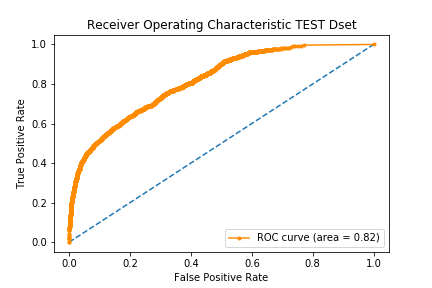 Receiver Operating Characteristic TEST Dset
True Positive Rate
1.0
0.8
0.6
0.4
0.2
0.0
ROC curve (area = 0.82)
0.0 0.2 0.4 0.6 0.8 1.0
False Positive Rate